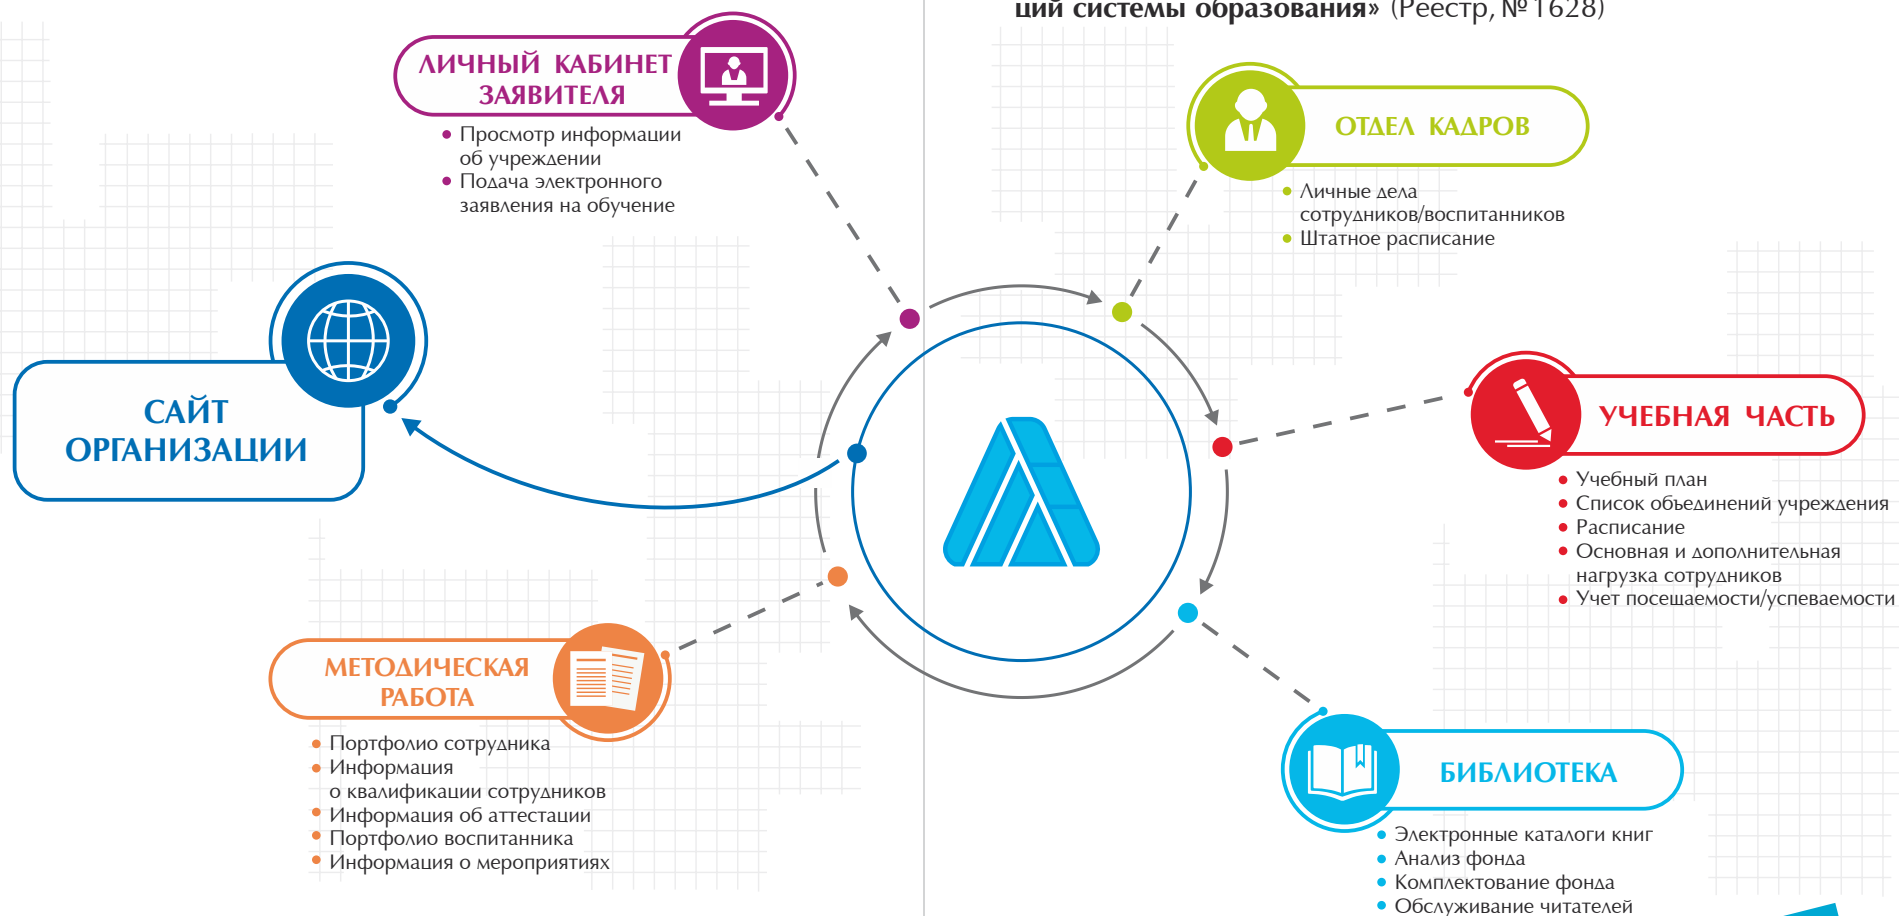 ций системы образования» (Реестр, № 1628)
ЛИЧНЫЙ КАБИНЕТ
ЗАЯВИТЕЛЯ
• Просмотр информации
об учреждении
• Подача электронного
заявления на обучение
ОТДЕЛ КАДРОВ
• Личные дела
сотрудников/воспитанников
• Штатное расписание
САЙТ
ОРГАНИЗАЦИИ
УЧЕБНАЯ ЧАСТЬ
• Учебный план
• Список объединений учреждения
• Расписание
• Основная и дополнительная
нагрузка сотрудников
• Учет посещаемости/успеваемости
МЕТОДИЧЕСКАЯ
РАБОТА
• Портфолио сотрудника
• Информация
о квалификации сотрудников
• Информация об аттестации
• Портфолио воспитанника
• Информация о мероприятиях
БИБЛИОТЕКА
• Электронные каталоги книг
• Анализ фонда
• Комплектование фонда
• Обслуживание читателей